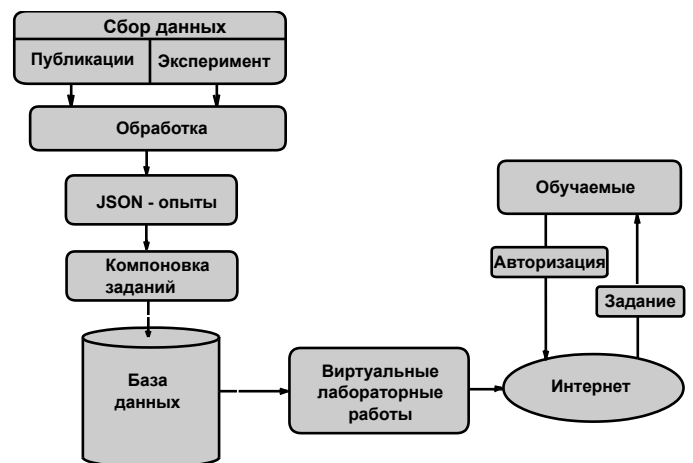 Сбор данных
Публикации
Эксперимент
Обработка
JSON - опыты
Компоновка
заданий
База
данных
Виртуальные
лабораторные
работы
Интернет
Обучаемые
Авторизация
Задание